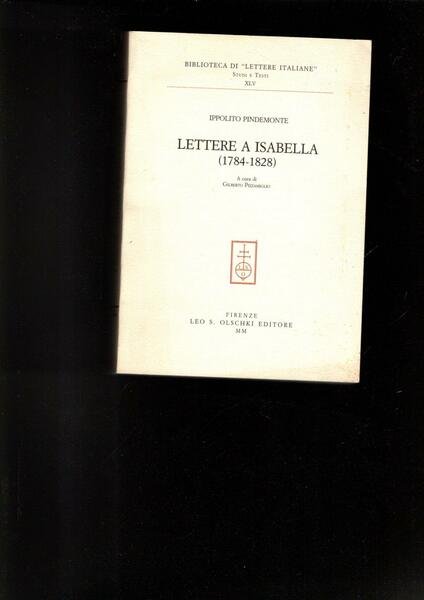 BIBLIOTECA DI "LETTERE ITALIANE"
STUDI E TESTI
XLV
IPPOLITO PINDEMONTE
LETTERE A ISABELLA
(1784-1828)
A cura di
GILBERTO PIZZAMIGLIO
FIRENZE
LEO S. OLSCHKI EDITORE
MM